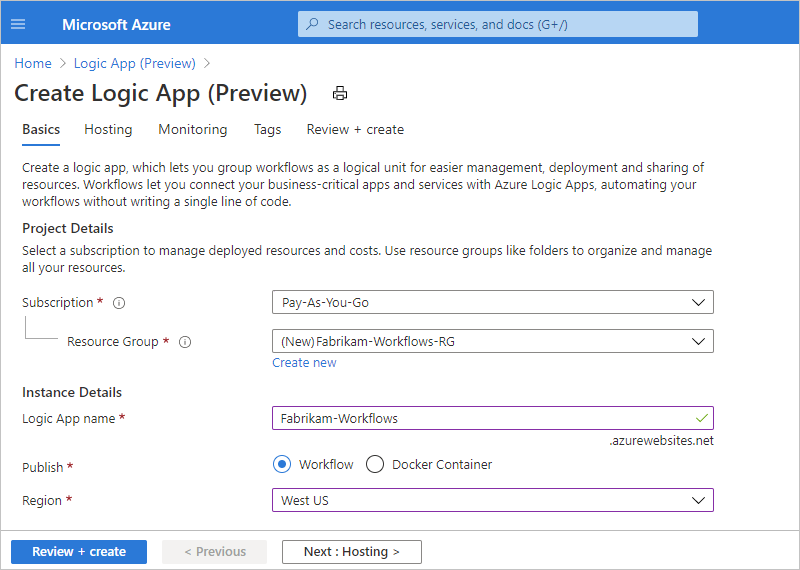 Microsoft Azure
Search resources, services, and docs (G+/)
Home > Logic App (Preview) >
Create Logic App (Preview)
Basics Hosting Monitoring Tags Review + create
Create a logic app, which lets you group workflows as a logical unit for easier management, deployment and sharing of
resources. Workflows let you connect your business-critical apps and services with Azure Logic Apps, automating your
workflows without writing a single line of code.
Project Details
Select a subscription to manage deployed resources and costs. Use resource groups like folders to organize and manage
all your resources.
Subscription * Pay-As-You-Go
Resource Group * (New) Fabrikam-Workflows-RG
Create new
Instance Details
Logic App name * Fabrikam-Workflows
.azurewebsites.net
Publish * Workflow Docker Container
Region * West US
Review + create < Previous Next : Hosting >